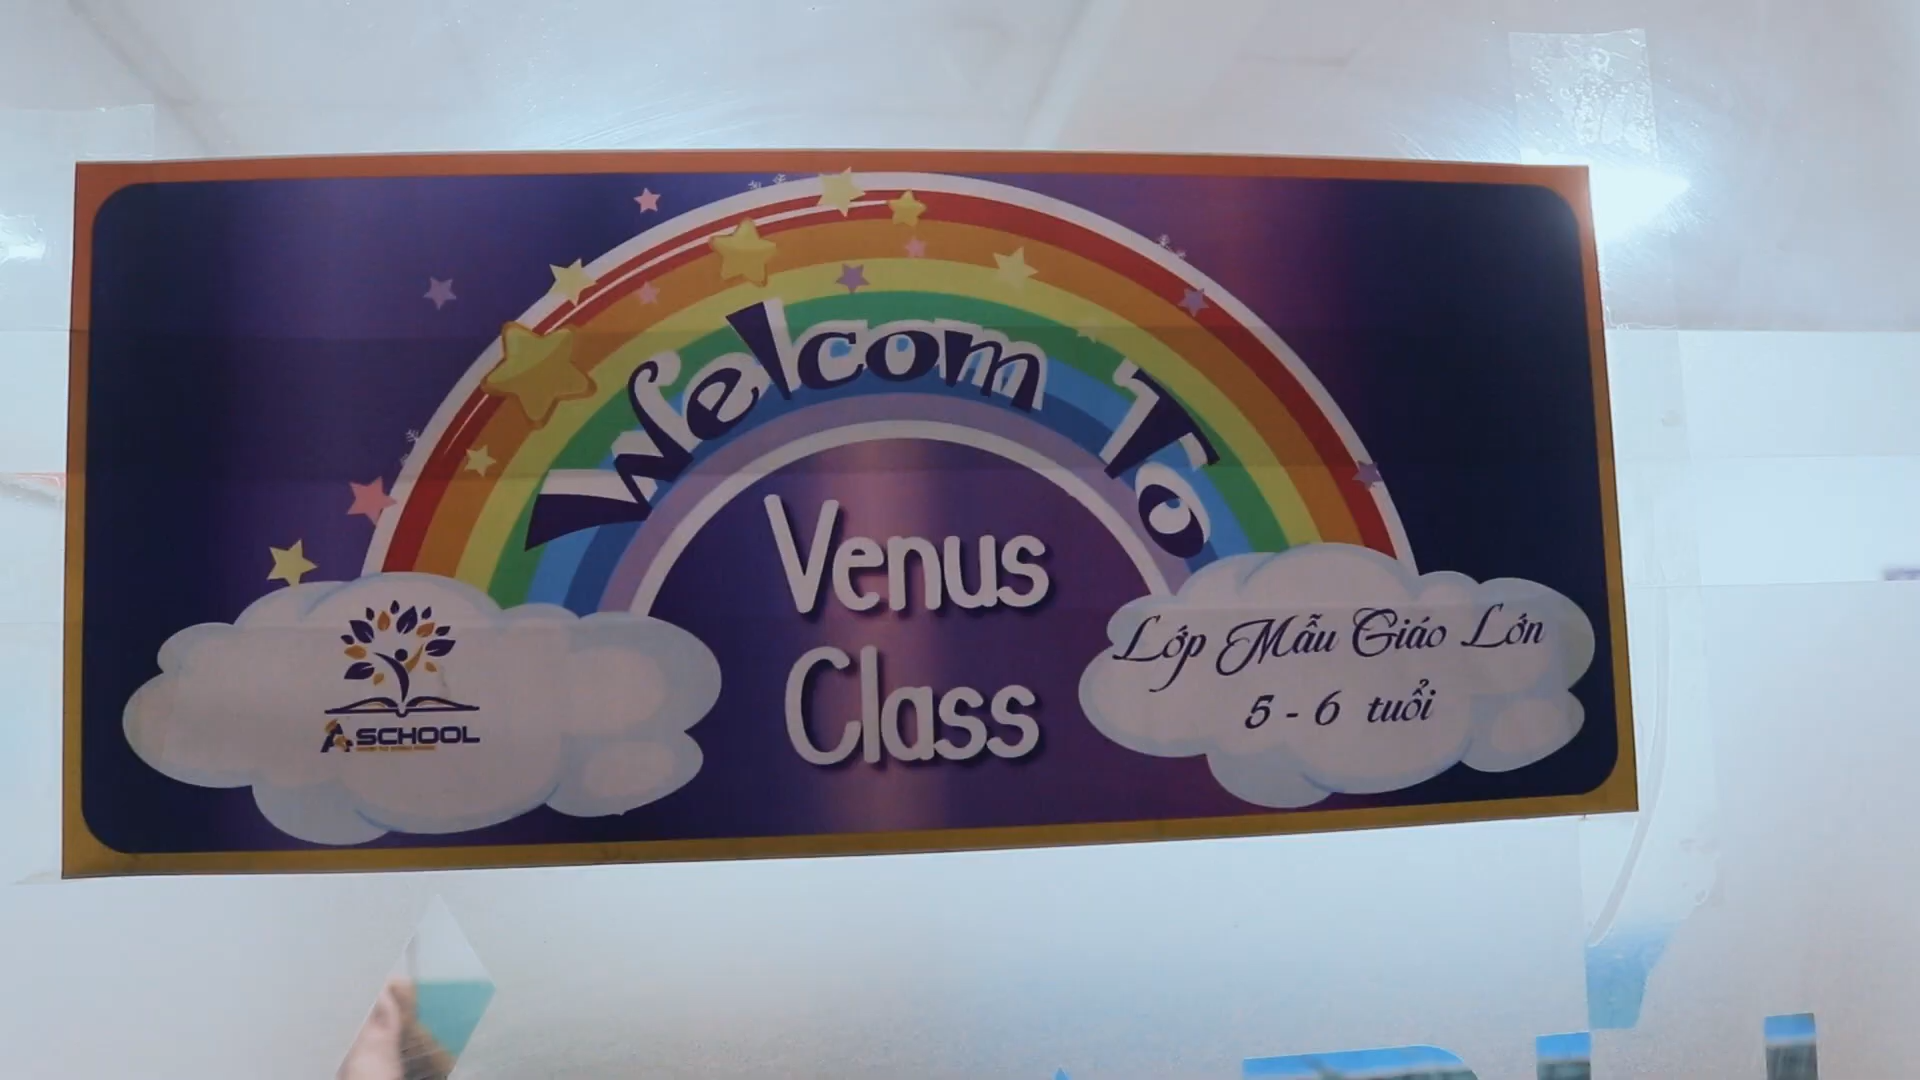 Welcom To
Venus
Class
A SCHOOL
Lớp Mẫu Giáo Lớn
5 - 6 tuổi